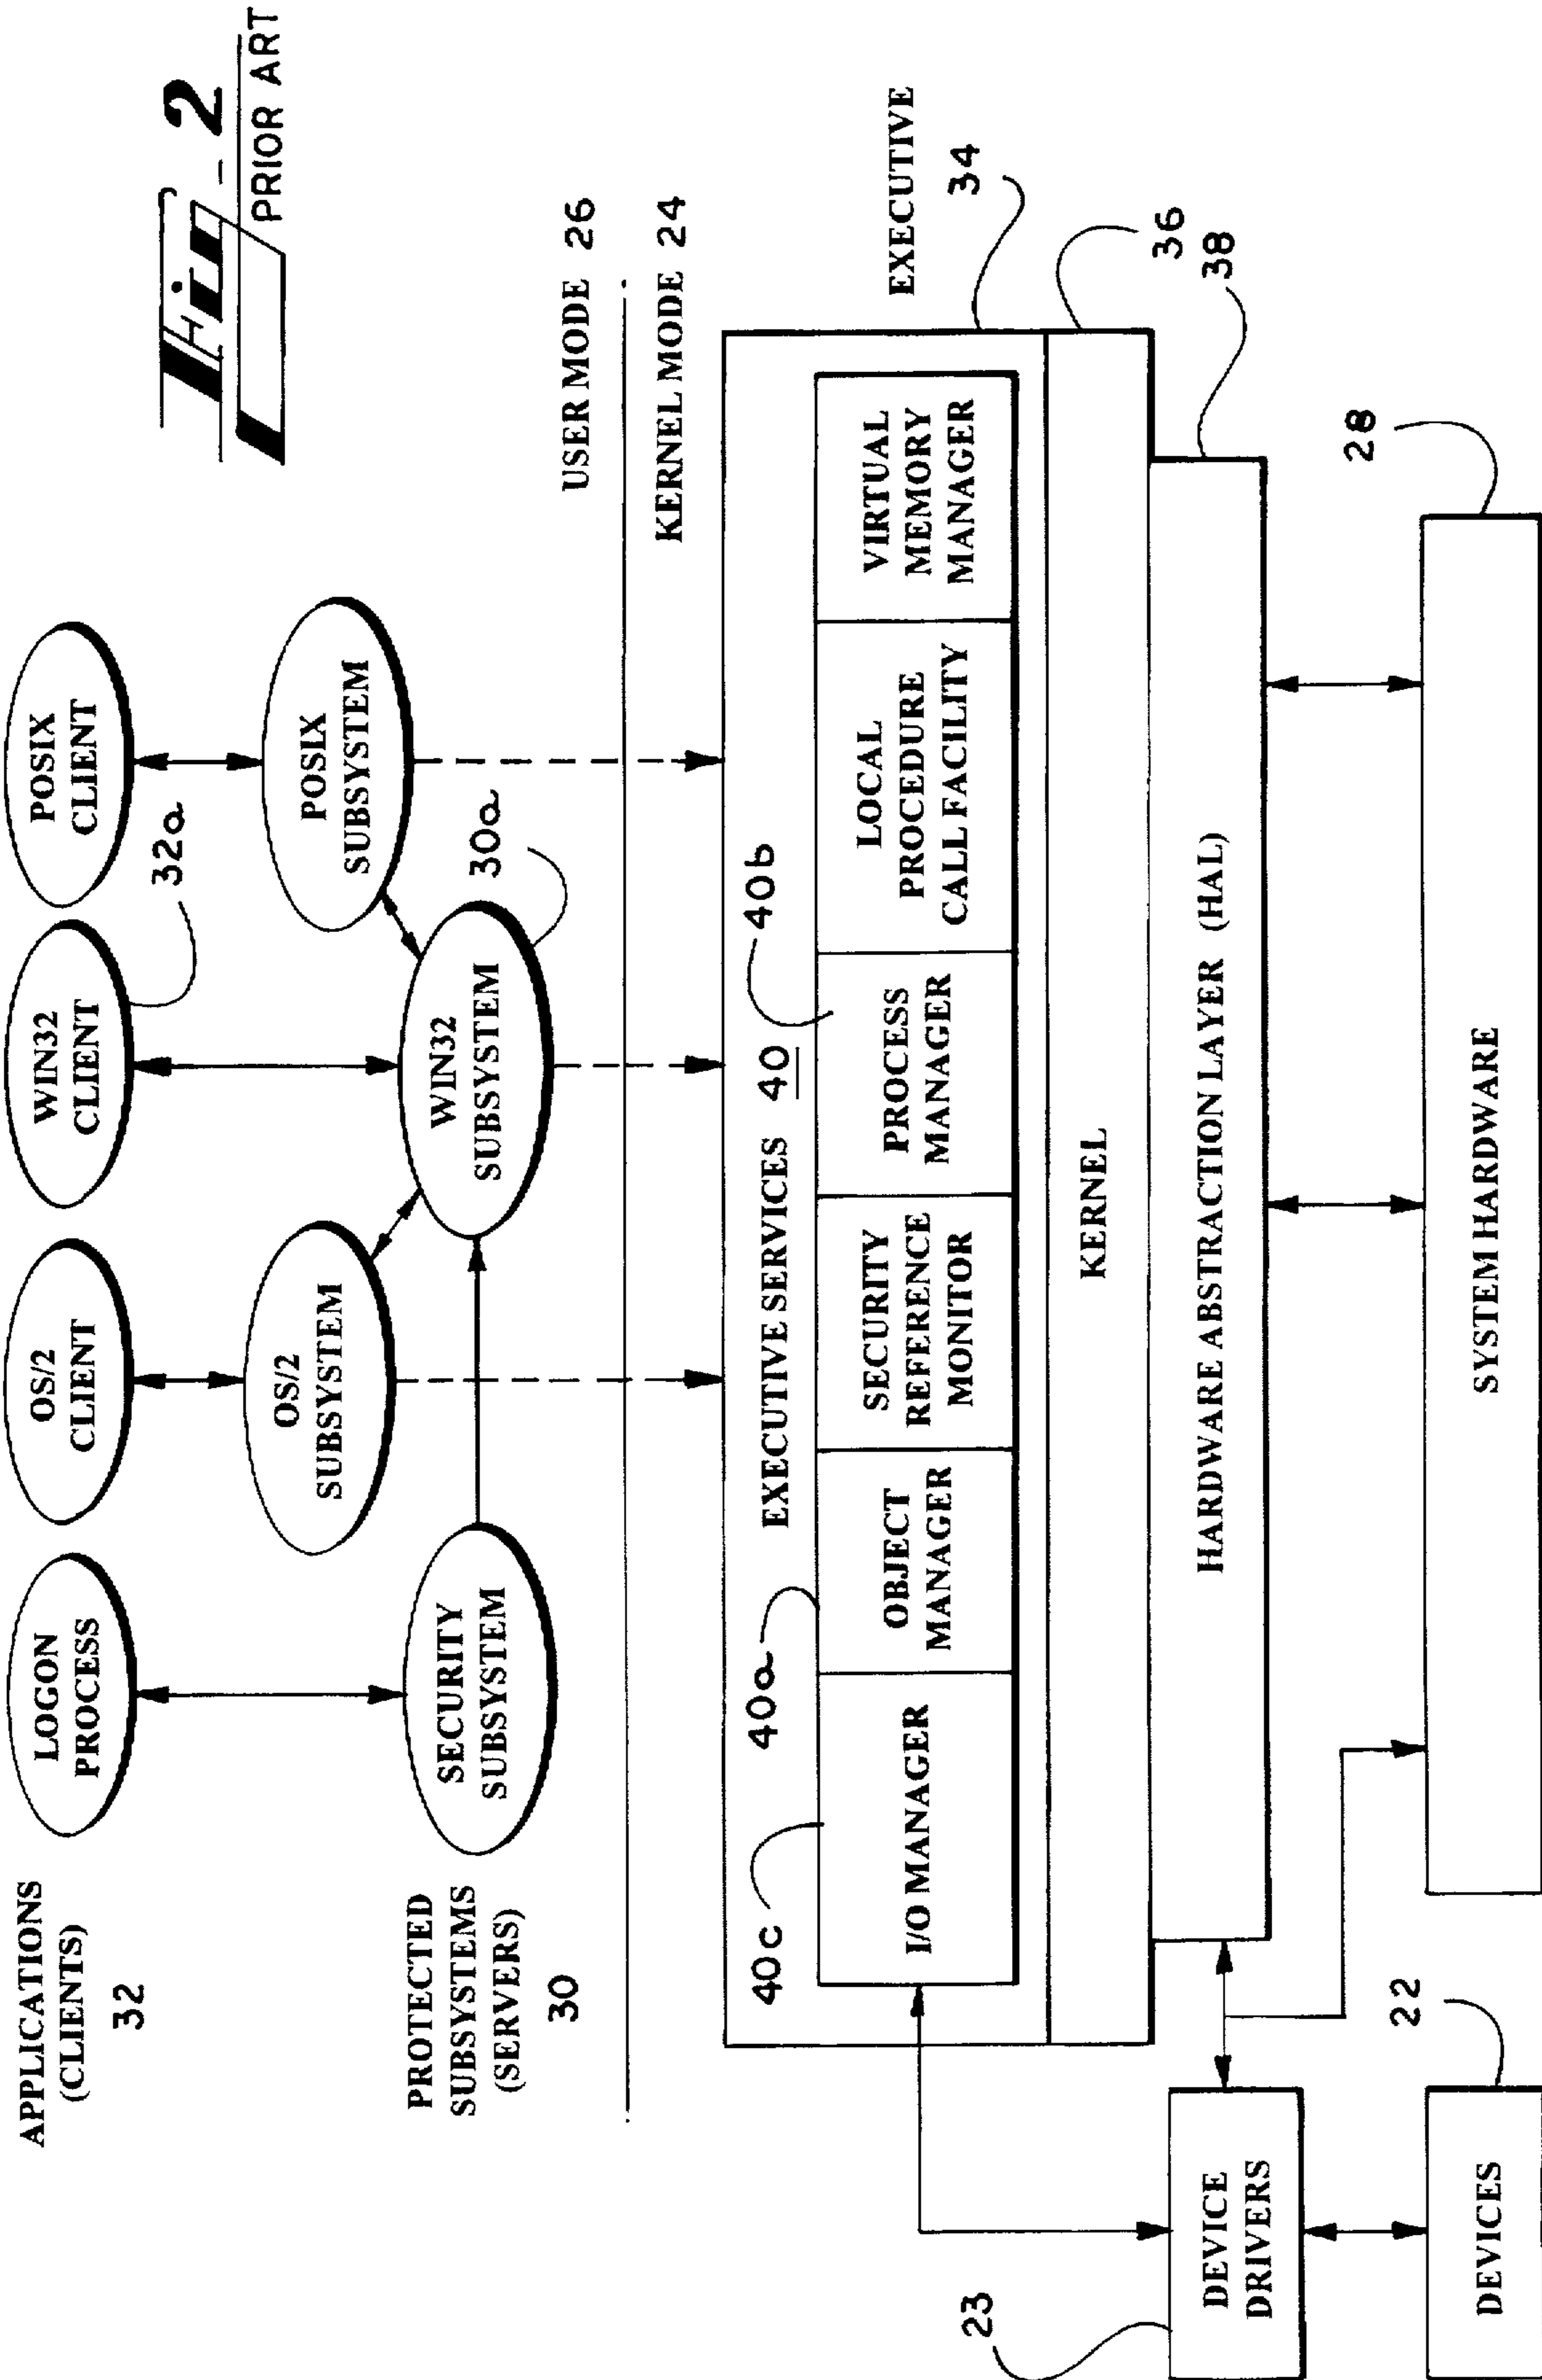 Fig-2
PRIOR ART
APPLICATIONS
(CLIENTS)
32
LOGON
PROCESS
OS/2
CLIENT
WIN32
CLIENT
32a
POSIX
CLIENT
PROTECTED
SUBSYSTEMS
(SERVERS)
30
SECURITY
SUBSYSTEM
OS/2
SUBSYSTEM
WIN32
SUBSYSTEM
30a
POSIX
SUBSYSTEM
USER MODE 26
KERNEL MODE 24
EXECUTIVE
34
EXECUTIVE SERVICES 40
40c
40a
40b
I/O MANAGER
OBJECT
MANAGER
SECURITY
REFERENCE
MONITOR
PROCESS
MANAGER
LOCAL
PROCEDURE
CALL FACILITY
VIRTUAL
MEMORY
MANAGER
KERNEL
36
HARDWARE ABSTRACTION LAYER (HAL)
38
23
DEVICE
DRIVERS
22
DEVICES
SYSTEM HARDWARE
28